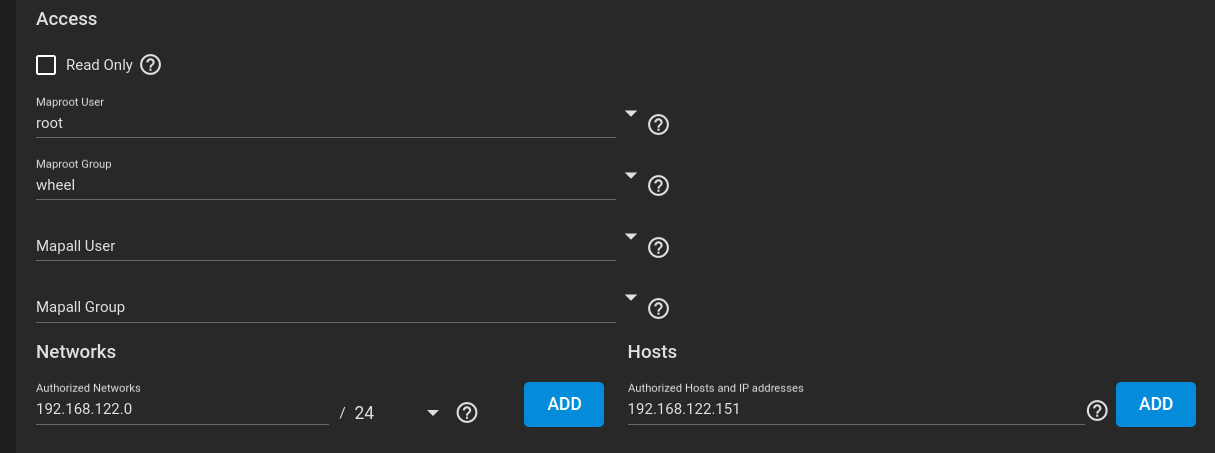 Access
Read Only
Maproot User
root
Maproot Group
wheel
Mapall User
Mapall Group
Networks
Hosts
Authorized Networks
192.168.122.0 / 24
ADD
Authorized Hosts and IP addresses
192.168.122.151
ADD